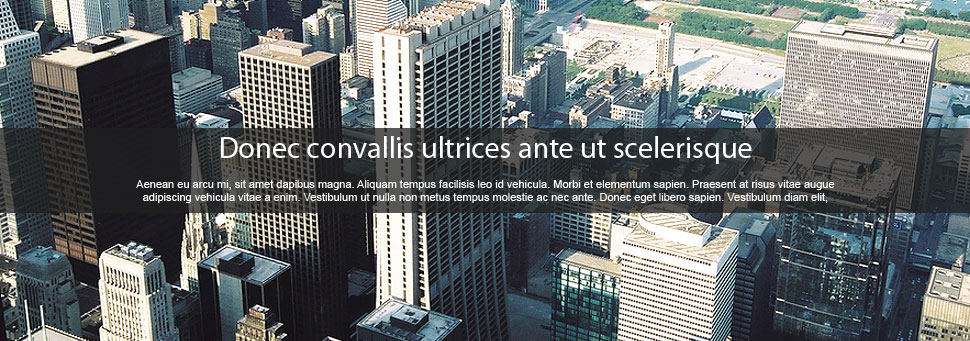 Donec convallis ultrices ante ut scelerisque
Aenean eu arcu mi, sit amet dapibus magna. Aliquam tempus facilisis leo id vehicula. Morbi et elementum sapien. Praesent at risus vitae augue
adipiscing vehicula vitae a enim. Vestibulum ut nulla non metus tempus molestie ac nec ante. Donec eget libero sapien. Vestibulum diam elit,